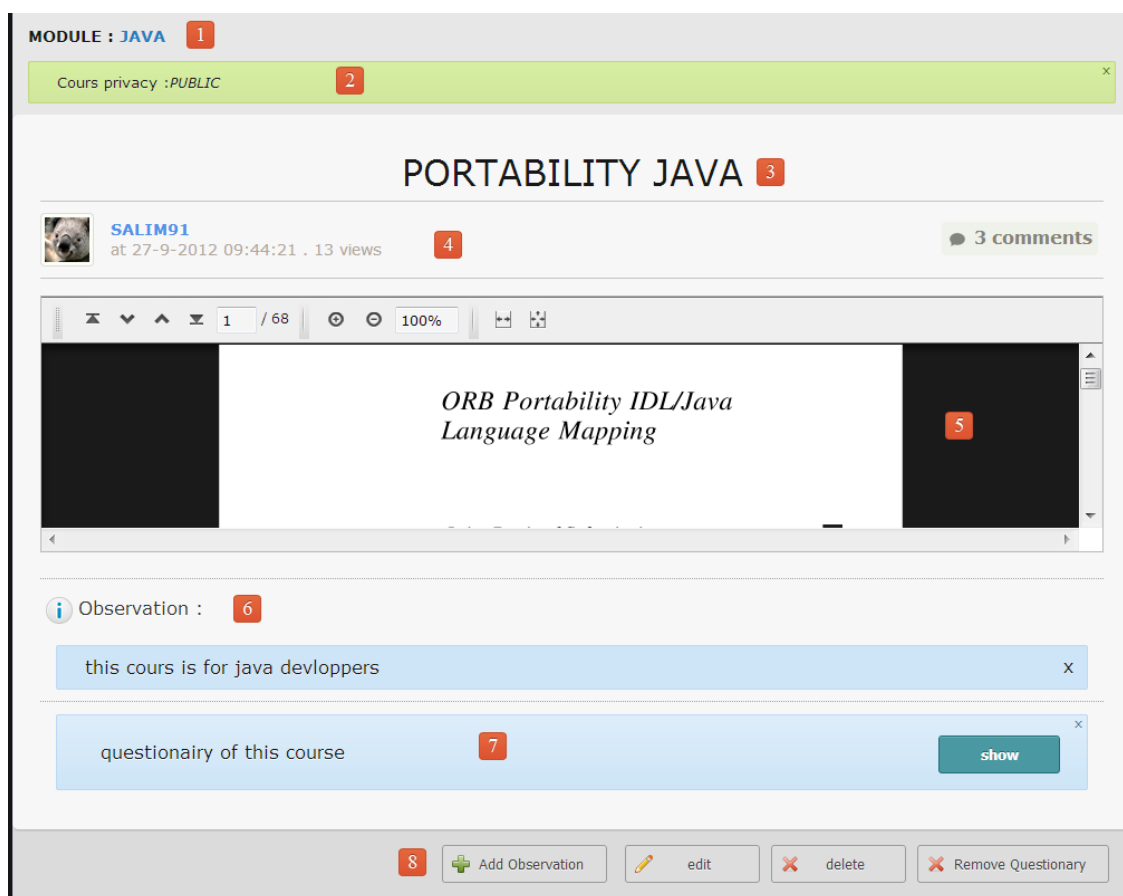 MODULE : JAVA 1
Cours privacy :PUBLIC 2 x
PORTABILITY JAVA 3
SALIM91
at 27-9-2012 09:44:21 . 13 views 4 3 comments
1 / 68 100%
ORB Portability IDL/Java
Language Mapping
5
i Observation : 6
this cours is for java devloppers x
questionairy of this course 7 show x
8 Add Observation edit delete Remove Questionary